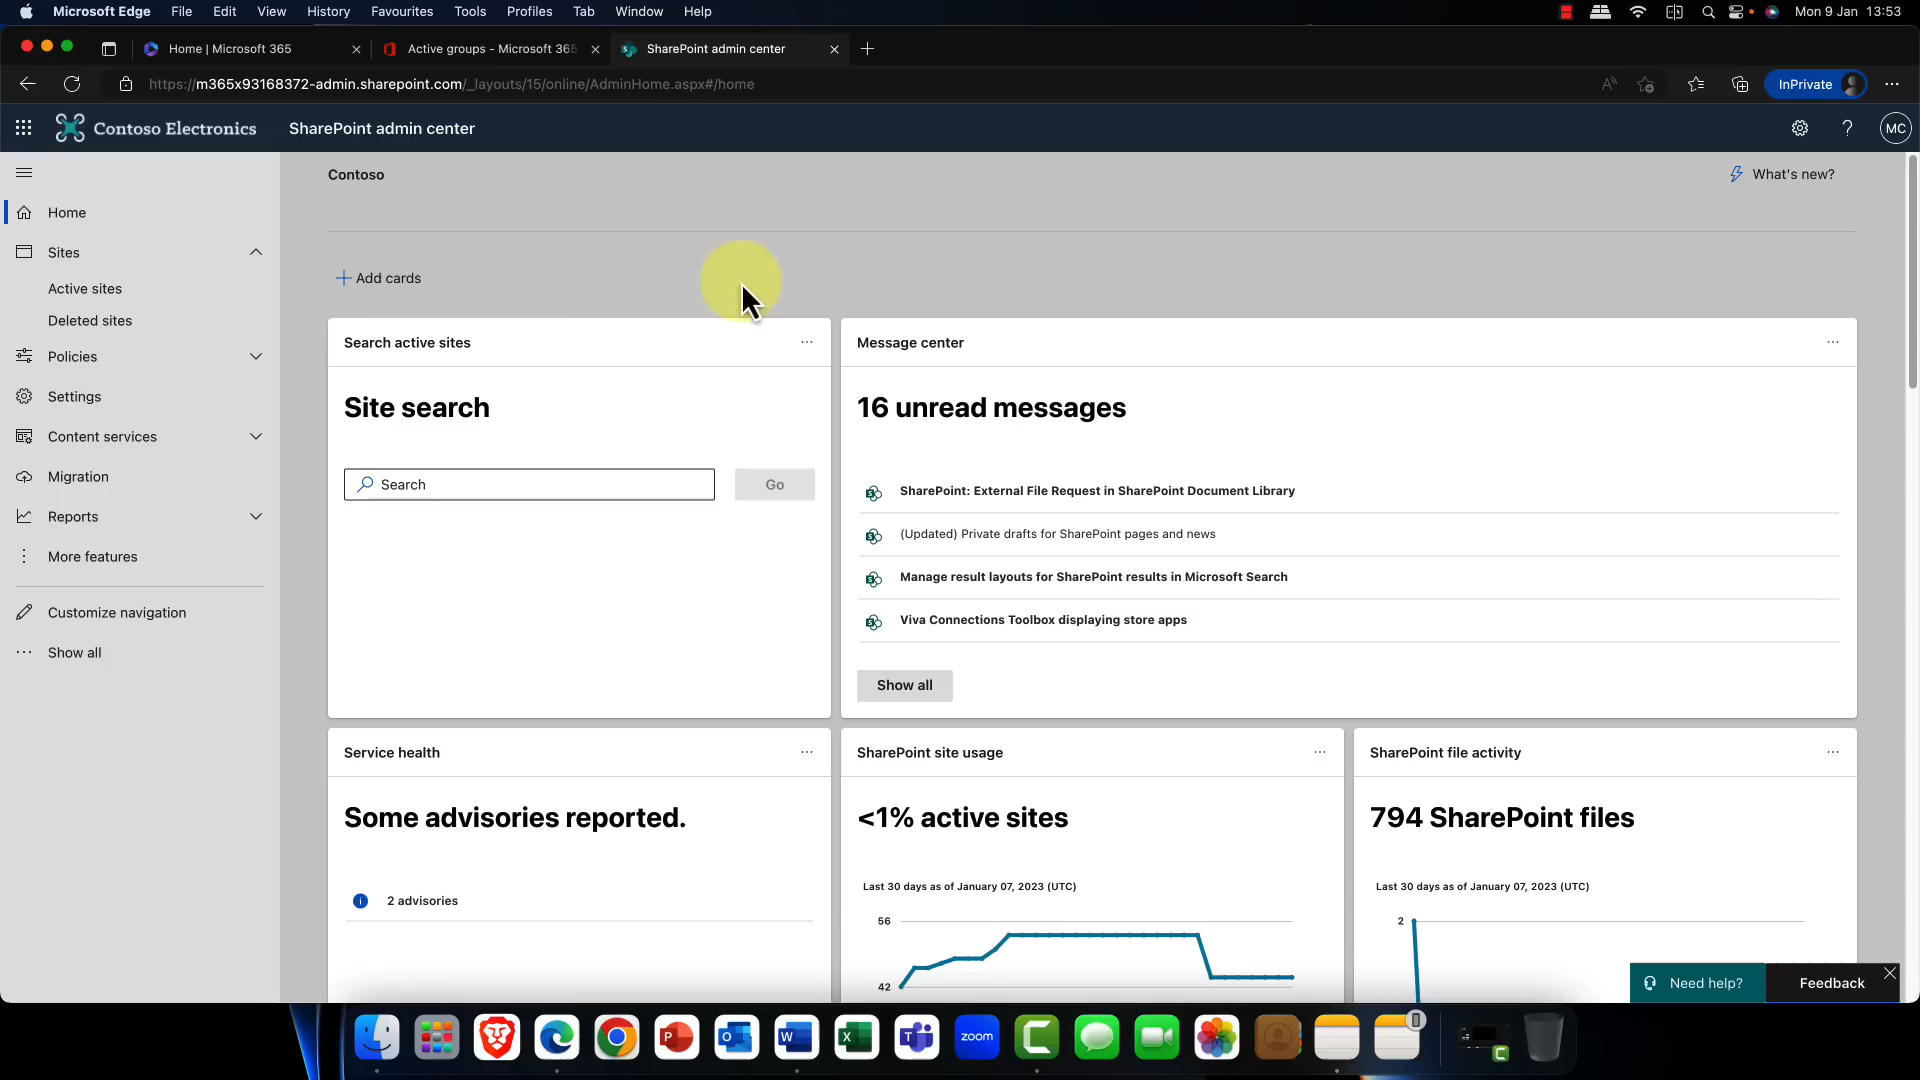 Microsoft Edge File Edit View History Favourites Tools Profiles Tab Window Help Mon 9 Jan 13:53
Home | Microsoft 365 Active groups - Microsoft 365 SharePoint admin center
https://m365x93168372-admin.sharepoint.com/_layouts/15/online/AdminHome.aspx#/home InPrivate
Contoso Electronics SharePoint admin center ? MC
Contoso What's new?
Home
Sites
Active sites
Deleted sites
Policies
Settings
Content services
Migration
Reports
More features
Customize navigation
Show all
Add cards
Search active sites
Site search
Search Go
Message center
16 unread messages
SharePoint: External File Request in SharePoint Document Library
(Updated) Private drafts for SharePoint pages and news
Manage result layouts for SharePoint results in Microsoft Search
Viva Connections Toolbox displaying store apps
Show all
Service health
Some advisories reported.
2 advisories
SharePoint site usage
<1% active sites
Last 30 days as of January 07, 2023 (UTC)
56
42
SharePoint file activity
794 SharePoint files
Last 30 days as of January 07, 2023 (UTC)
2
Need help? Feedback
zoom